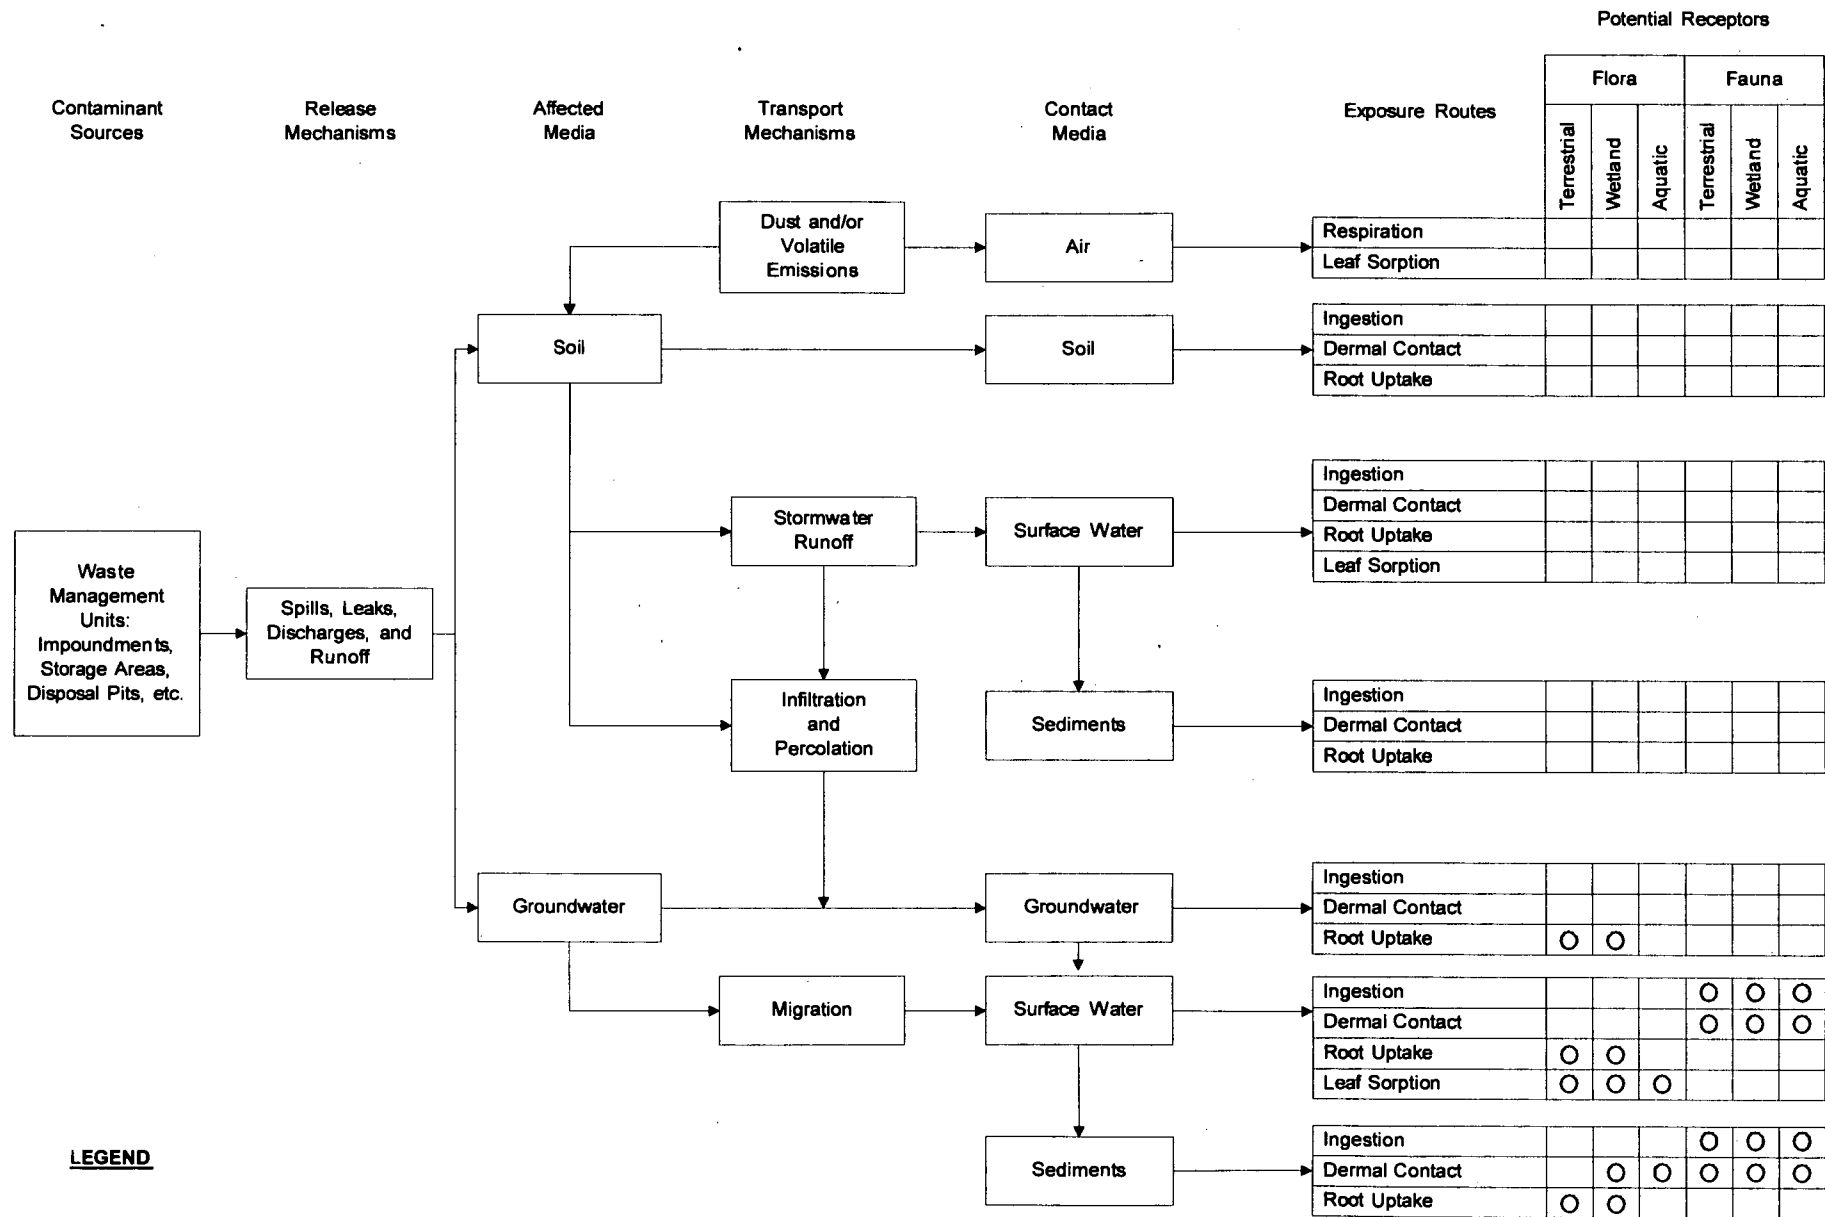 Potential Receptors
Flora
Fauna
Contaminant
Sources
Release
Mechanisms
Affected
Media
Transport
Mechanisms
Contact
Media
Exposure Routes
Terrestrial
Wetland
Aquatic
Terrestrial
Wetland
Aquatic
Dust and/or
Volatile
Emissions
Air
Respiration
Leaf Sorption
Soil
Soil
Ingestion
Dermal Contact
Root Uptake
Stormwater
Runoff
Surface Water
Ingestion
Dermal Contact
Root Uptake
Leaf Sorption
Waste
Management
Units:
Impoundments,
Storage Areas,
Disposal Pits, etc.
Spills, Leaks,
Discharges, and
Runoff
Infiltration
and
Percolation
Sediments
Ingestion
Dermal Contact
Root Uptake
Groundwater
Groundwater
Ingestion
Dermal Contact
Root Uptake O O
Migration
Surface Water
Ingestion O O O
Dermal Contact O O O
Root Uptake O O
Leaf Sorption O O O
Sediments
Ingestion O O O
Dermal Contact O O O O O
Root Uptake O O
LEGEND